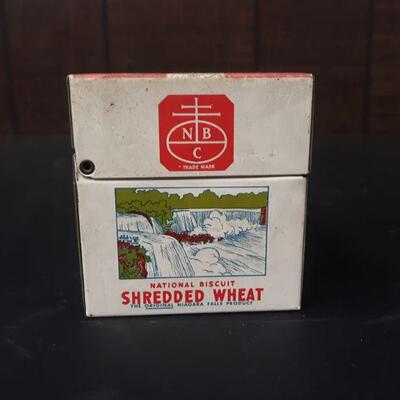 N B
C
• TRADE MARK
NATIONAL BISCUIT
SHREDDED WHEAT
THE ORIGINAL NIAGARA FALLS PRODUCT